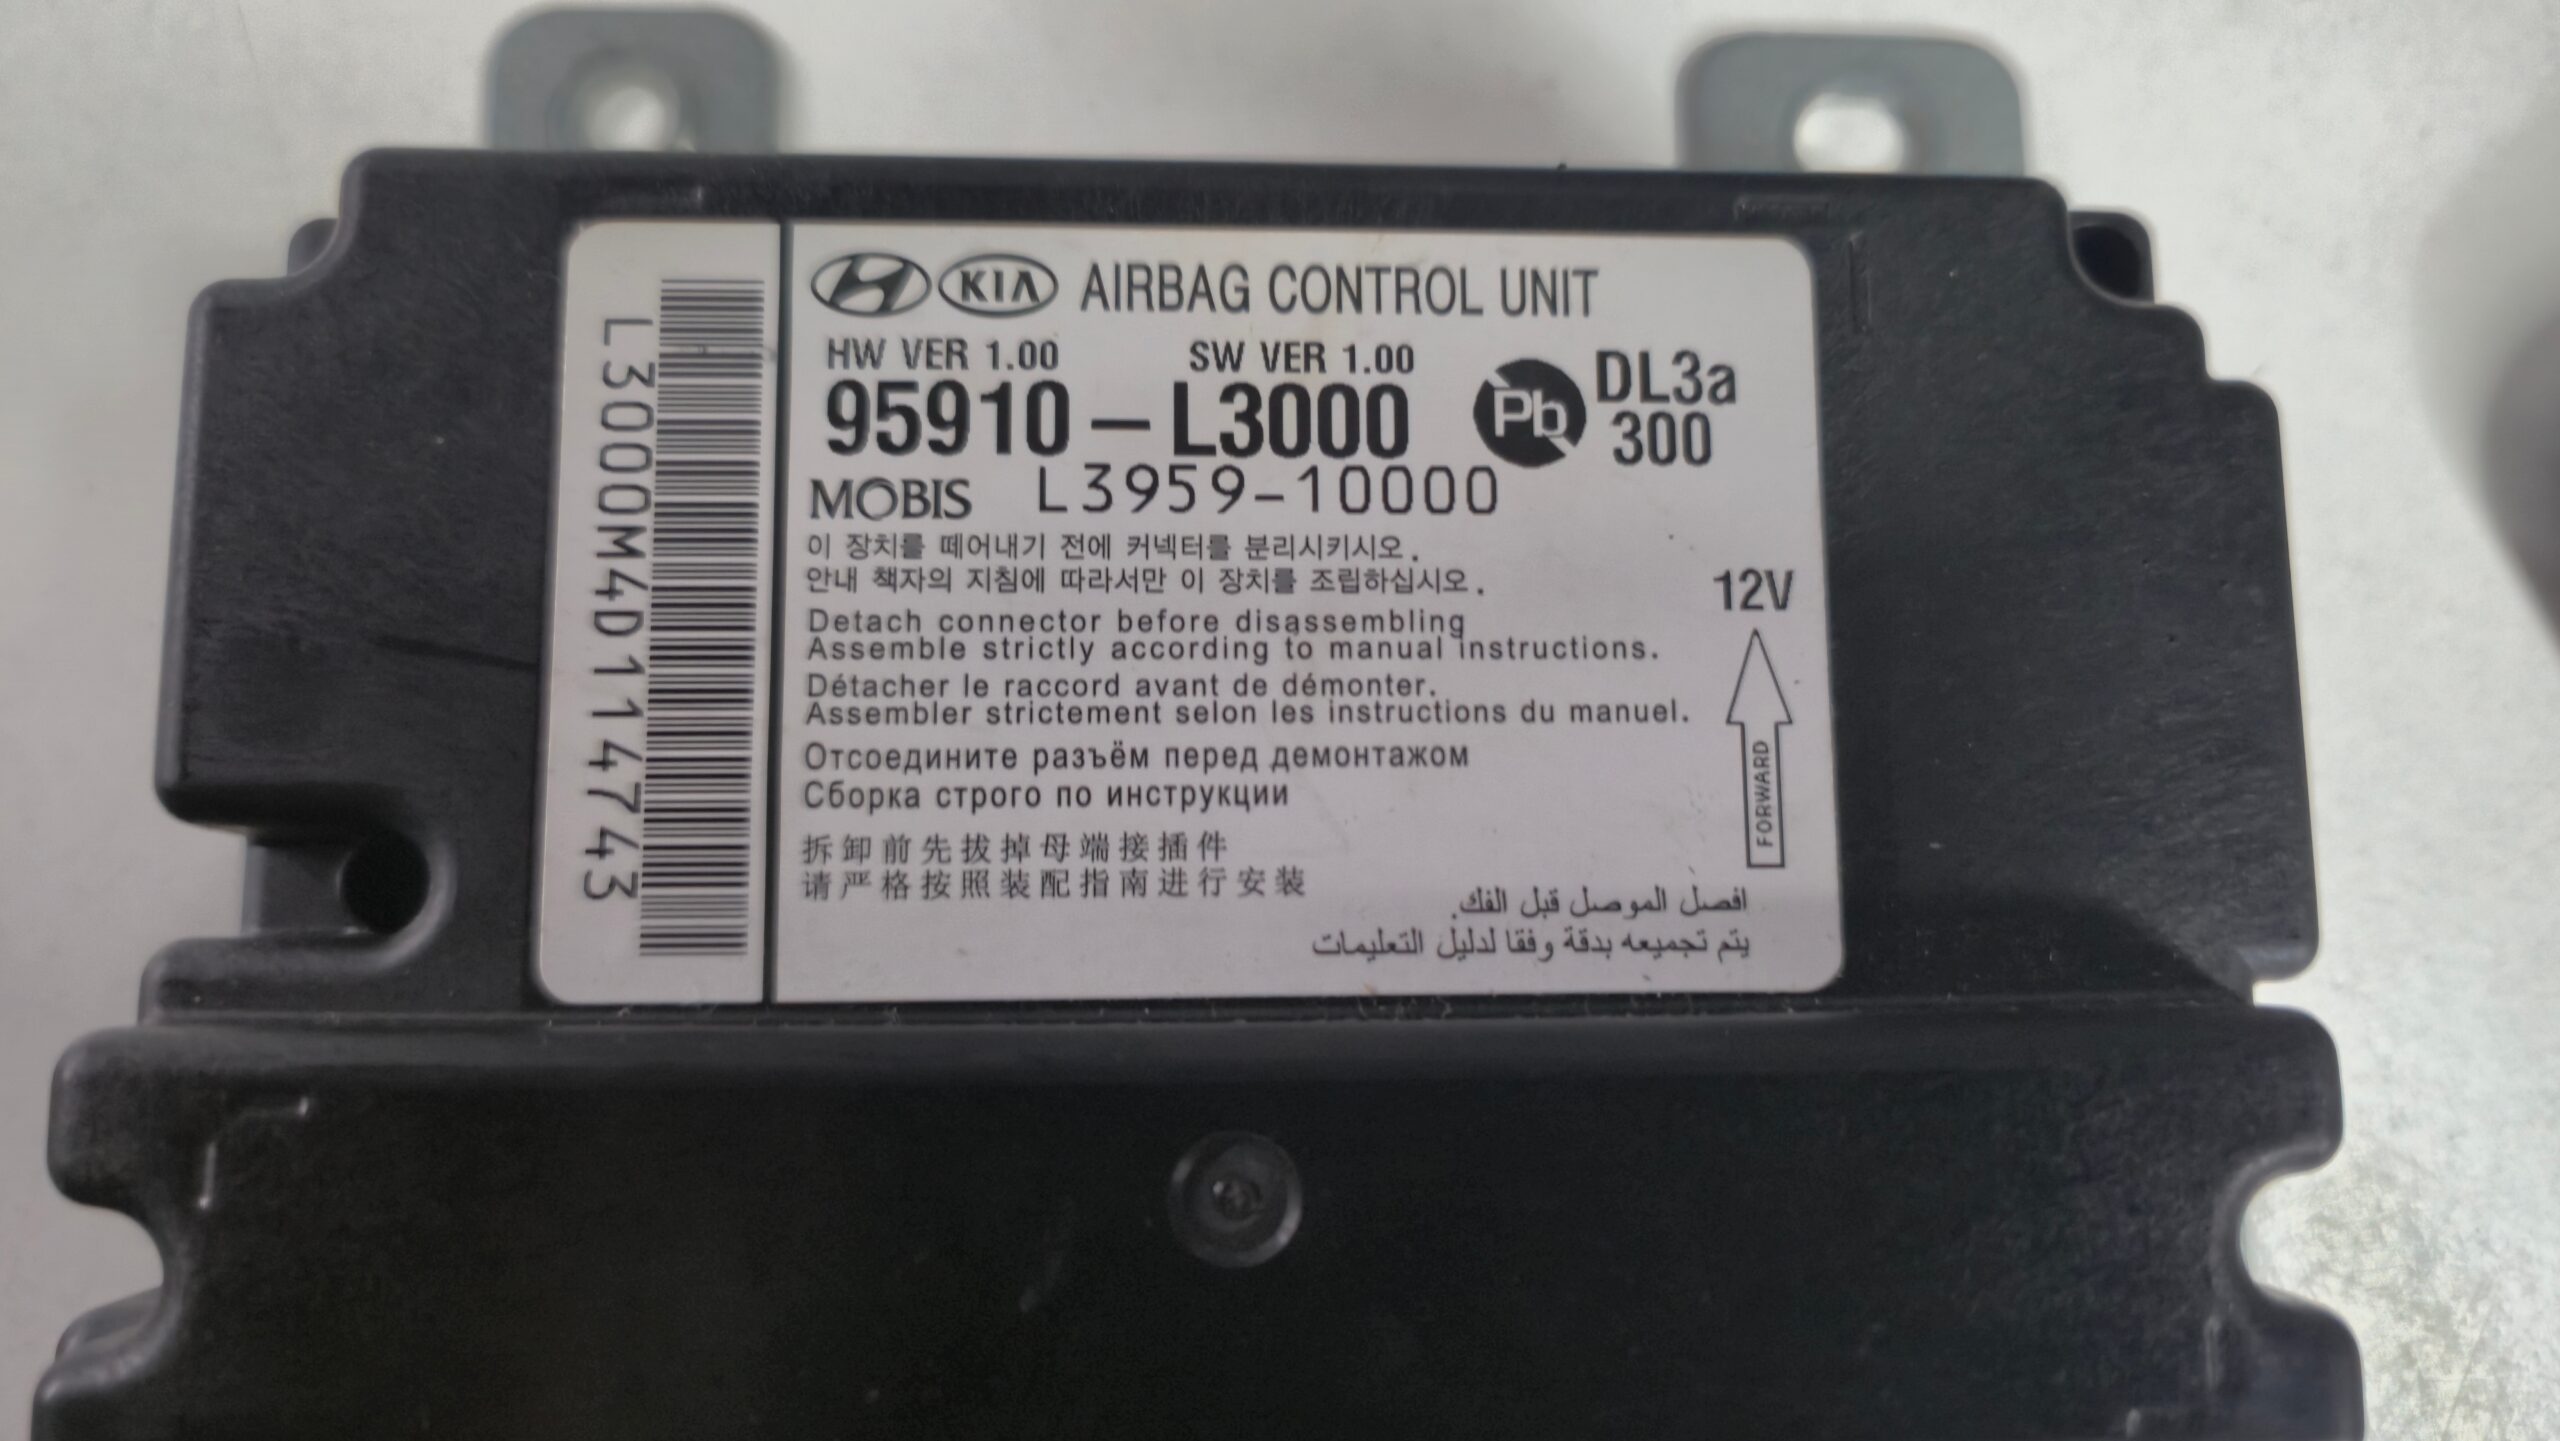 L3000M4D114743
KIA AIRBAG CONTROL UNIT
HW VER 1.00 SW VER 1.00
95910-L3000 Pb DL3a
300
MOBIS L3959-10000
이 장치를 떼어내기 전에 커넥터를 분리시키시오.
안내 책자의 지침에 따라서만 이 장치를 조립하십시오.
12V
Detach connector before disassembling
Assemble strictly according to manual instructions.
Détacher le raccord avant de démonter.
Assembler strictement selon les instructions du manuel.
FORWARD
Отсоедините разъём перед демонтажом
Сборка строго по инструкции
拆卸前先拔掉母端接插件
请严格按照装配指南进行安装
افصل الموصل قبل الفك.
يتم تجميعه بدقة وفقا لدليل التعليمات